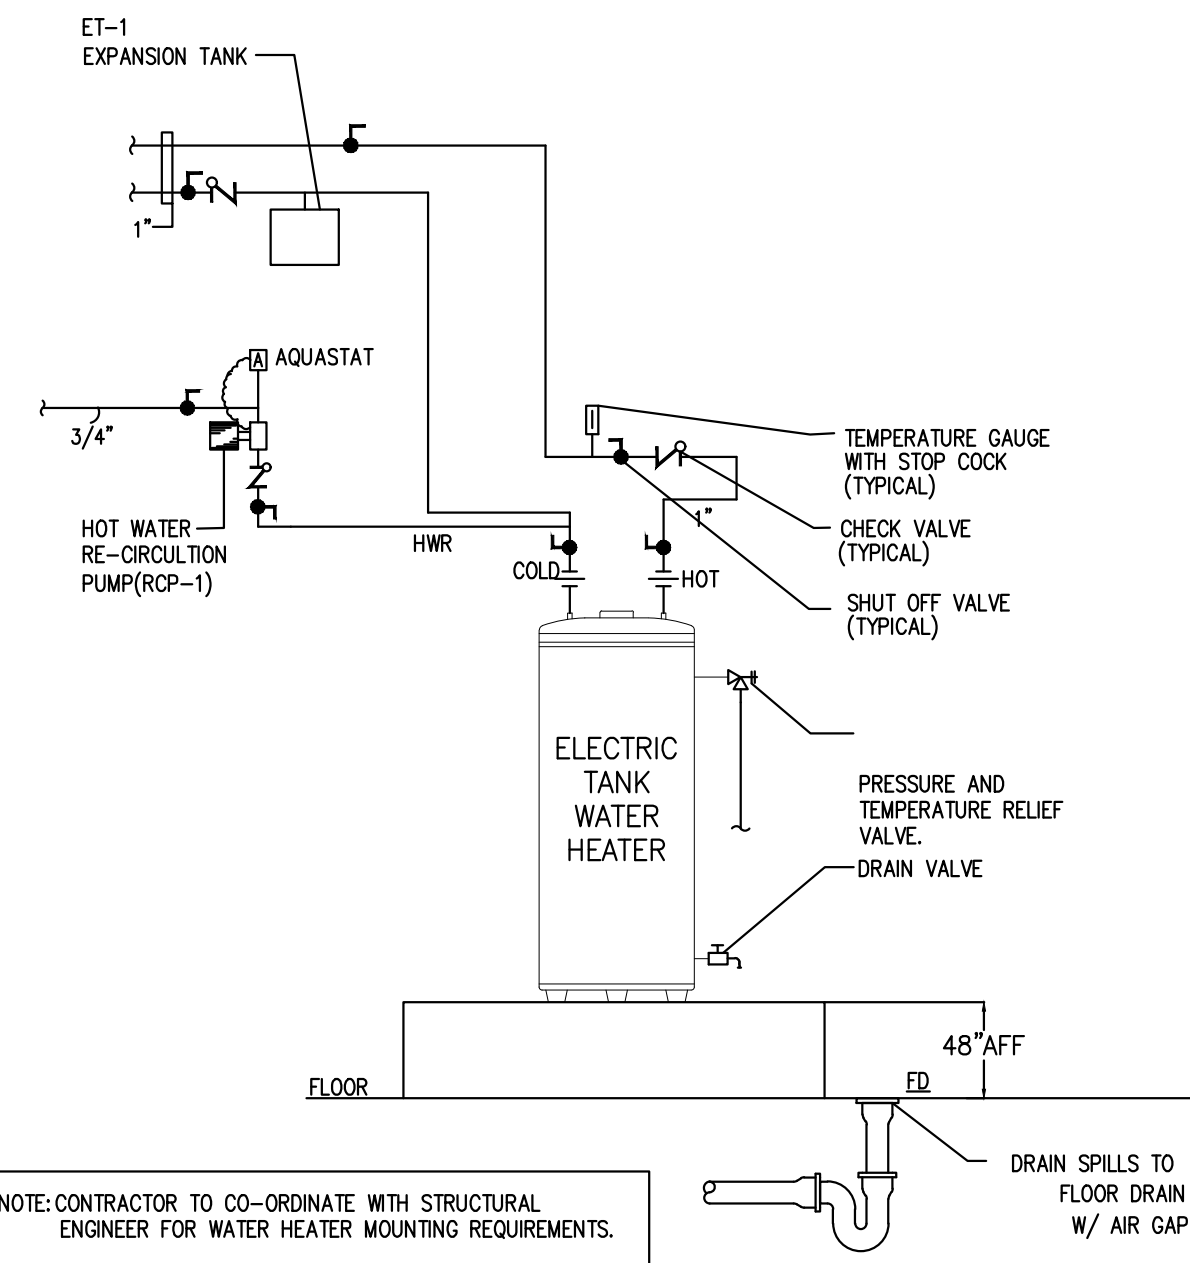 ET-1
EXPANSION TANK
1"
A
AQUASTAT
3/4"
HOT WATER
RE-CIRCULTION
PUMP(RCP-1)
HWR
COLD
HOT
1"
TEMPERATURE GAUGE
WITH STOP COCK
(TYPICAL)
CHECK VALVE
(TYPICAL)
SHUT OFF VALVE
(TYPICAL)
ELECTRIC
TANK
WATER
HEATER
PRESSURE AND
TEMPERATURE RELIEF
VALVE.
DRAIN VALVE
48"AFF
FLOOR
FD
DRAIN SPILLS TO
FLOOR DRAIN
W/ AIR GAP
NOTE: CONTRACTOR TO CO-ORDINATE WITH STRUCTURAL
ENGINEER FOR WATER HEATER MOUNTING REQUIREMENTS.